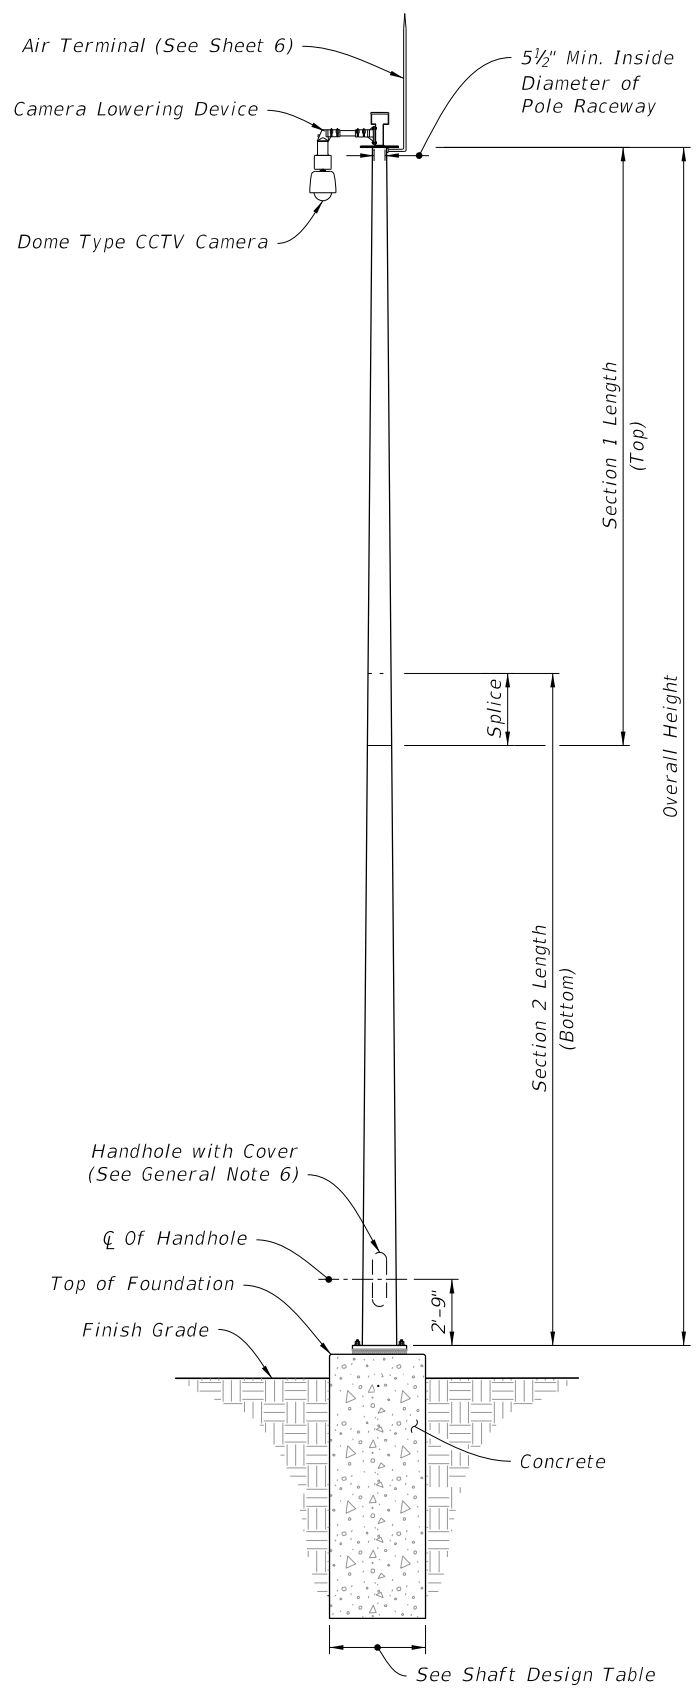 Air Terminal (See Sheet 6)
5½" Min. Inside
Diameter of
Pole Raceway
Camera Lowering Device
Dome Type CCTV Camera
Section 1 Length
(Top)
Splice
Overall Height
Section 2 Length
(Bottom)
Handhole with Cover
(See General Note 6)
℄ Of Handhole
Top of Foundation
2'-9"
Finish Grade
Concrete
See Shaft Design Table